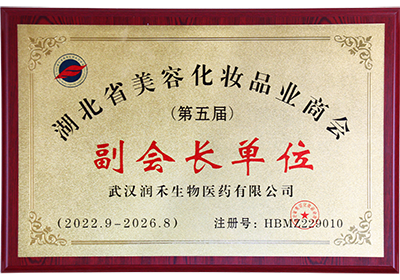 湖北省美容化妆品业商会
(第五届)
副会长单位
武汉润禾生物医药有限公司
(2022.9-2026.8)
注册号: HBMZ229010